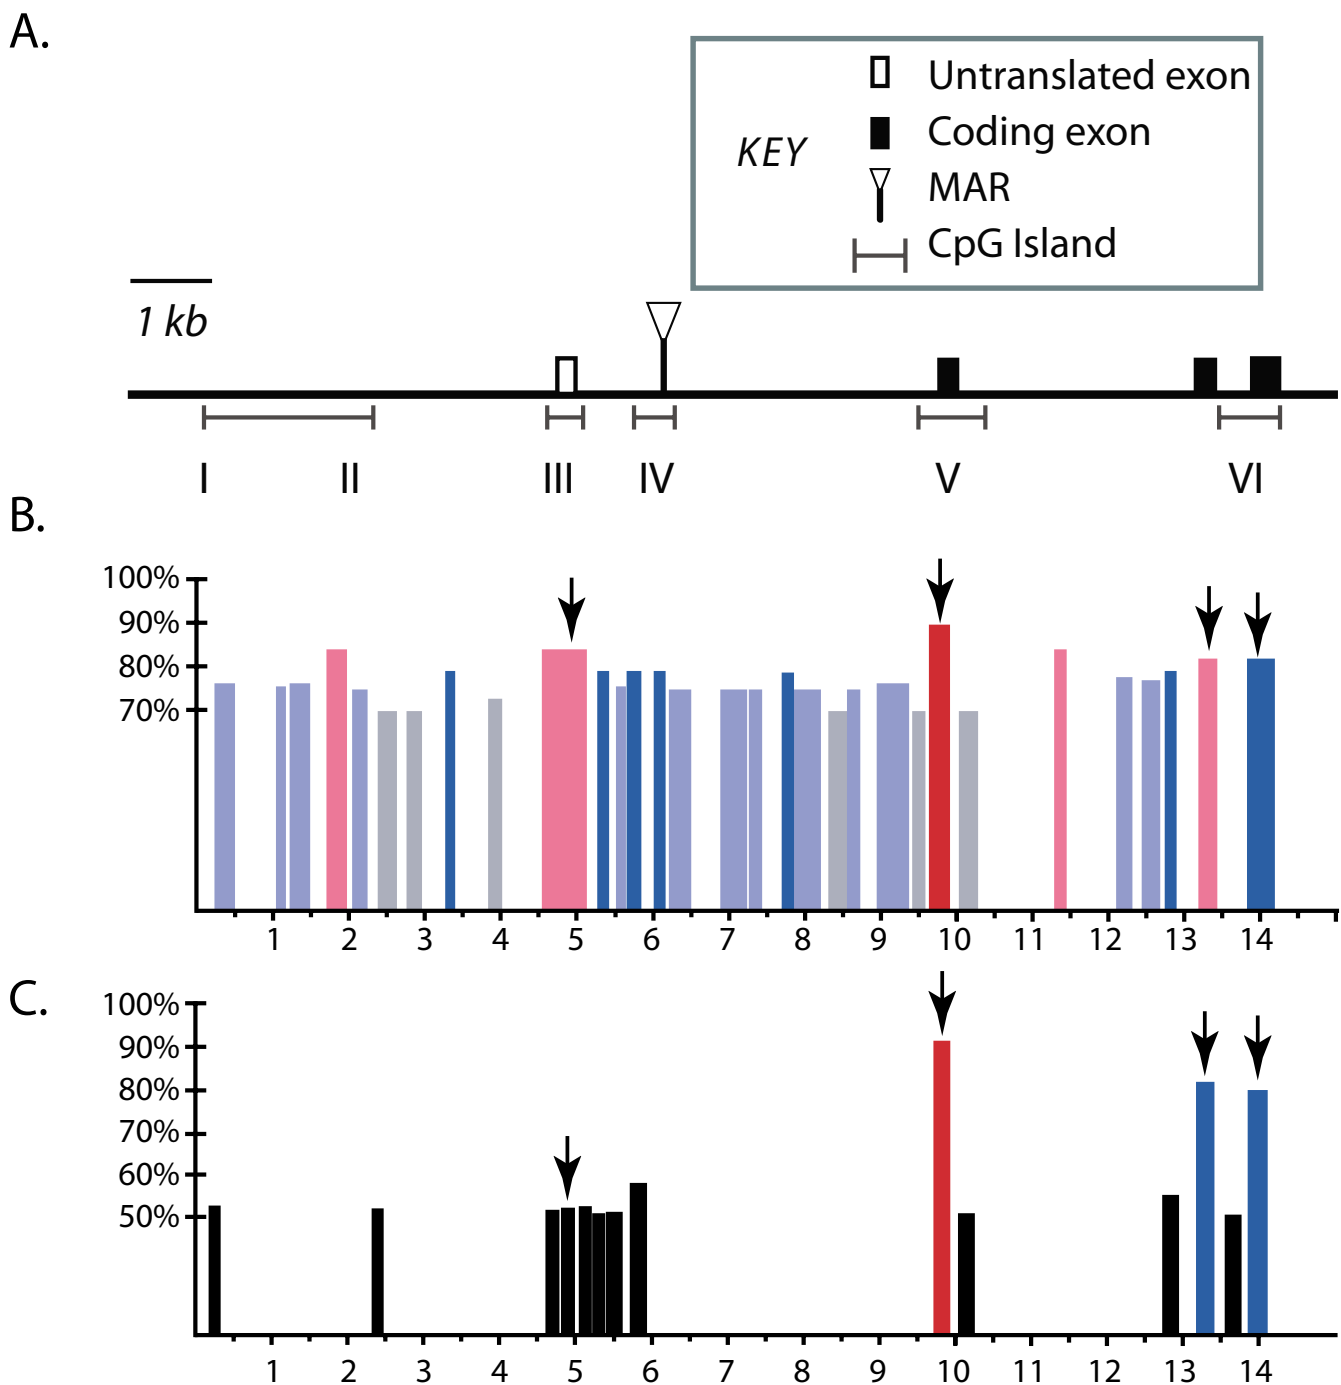 A.
Untranslated exon
Coding exon
KEY
MAR
CpG Island
1 kb
I II III IV V VI
B.
100%
90%
80%
70%
1 2 3 4 5 6 7 8 9 10 11 12 13 14
C.
100%
90%
80%
70%
60%
50%
1 2 3 4 5 6 7 8 9 10 11 12 13 14